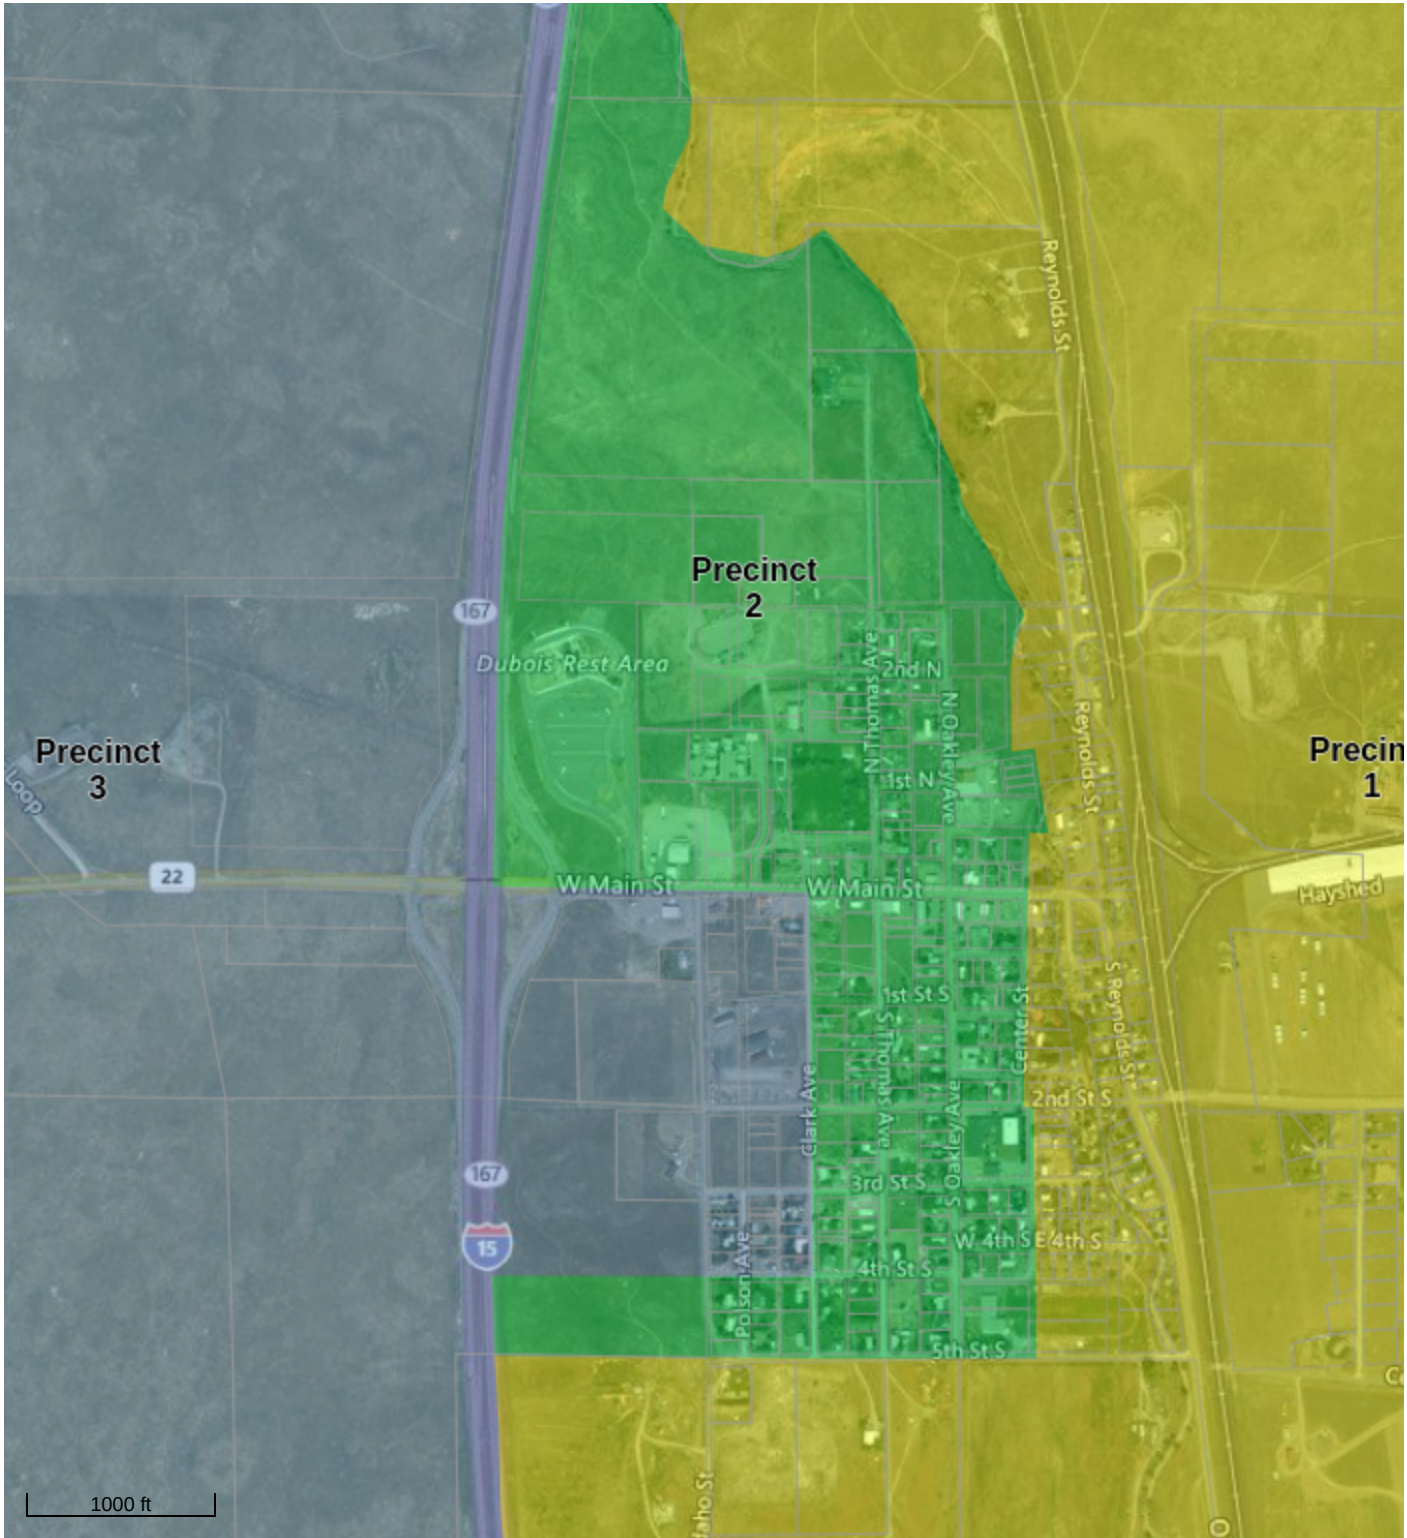 Reynolds St
Precinct
2
167
Dubois Rest Area
N Thomas Ave
2nd N
N Oakley Ave
Reynolds St
Precinct
3
Precin
1
Loop
1st N
22
W Main St
W Main St
Hayshed
1st St S
S Thomas Ave
Center St
S Reynolds St
Clark Ave
2nd St S
S Oakley Ave
167
3rd St S
15
Polson Ave
W 4th S
E 4th S
4th St S
5th St S
C
daho St
1000 ft